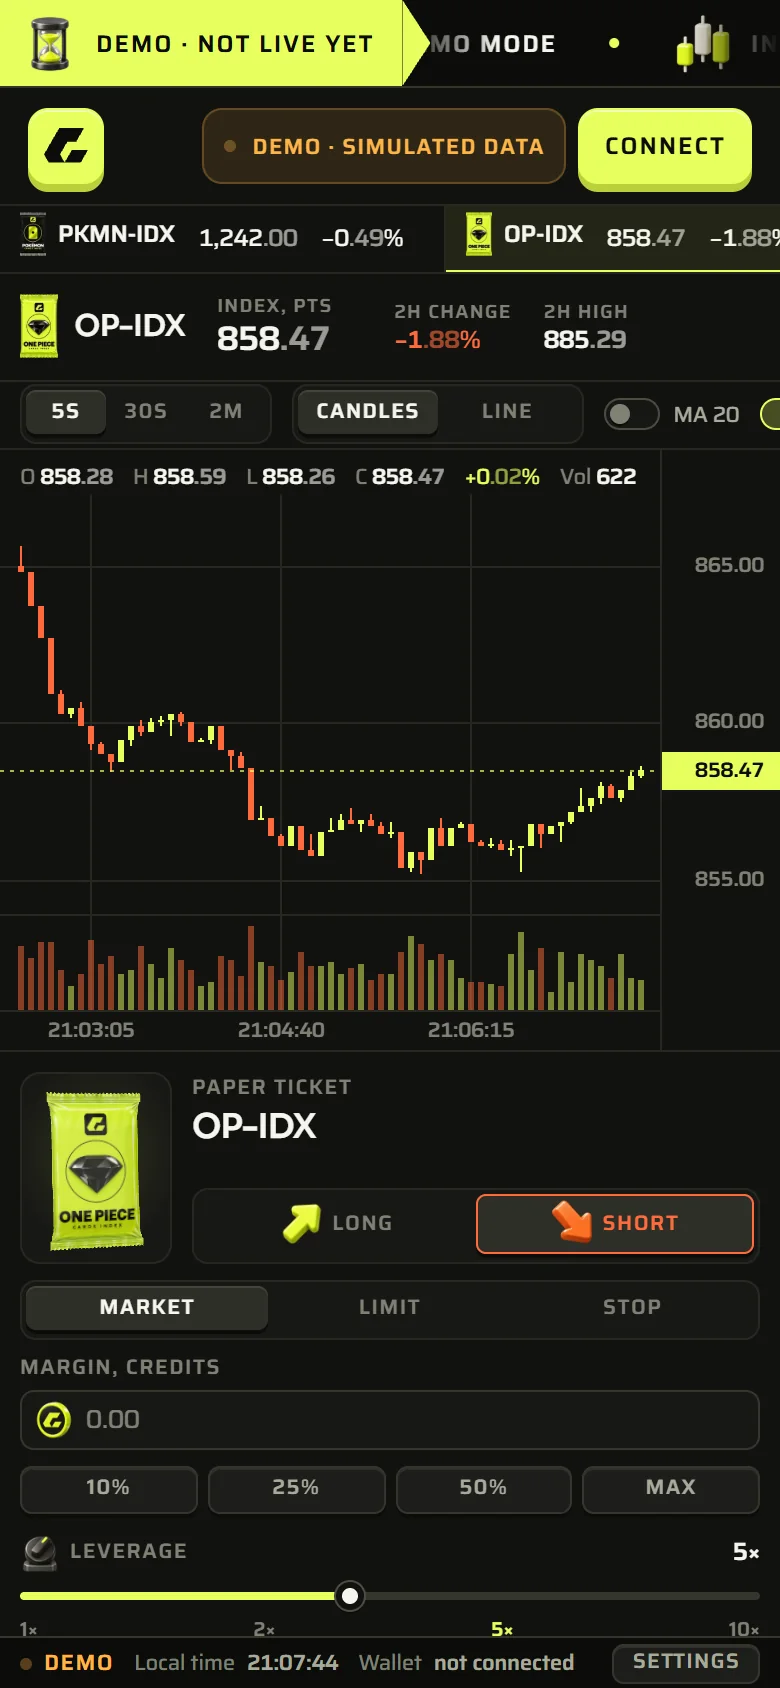 DEMO · NOT LIVE YET MO MODE • IN
DEMO · SIMULATED DATA CONNECT
PKMN-IDX 1,242.00 −0.49% OP-IDX 858.47 −1.88%
OP-IDX
INDEX, PTS 2H CHANGE 2H HIGH
858.47 −1.88% 885.29
5S 30S 2M CANDLES LINE MA 20
O 858.28 H 858.59 L 858.26 C 858.47 +0.02% Vol 622
865.00
860.00
858.47
855.00
21:03:05 21:04:40 21:06:15
PAPER TICKET
OP-IDX
ONE PIECE
CARDS INDEX
LONG SHORT
MARKET LIMIT STOP
MARGIN, CREDITS
0.00
10% 25% 50% MAX
LEVERAGE 5×
1× 2× 5× 10×
DEMO Local time 21:07:44 Wallet not connected SETTINGS